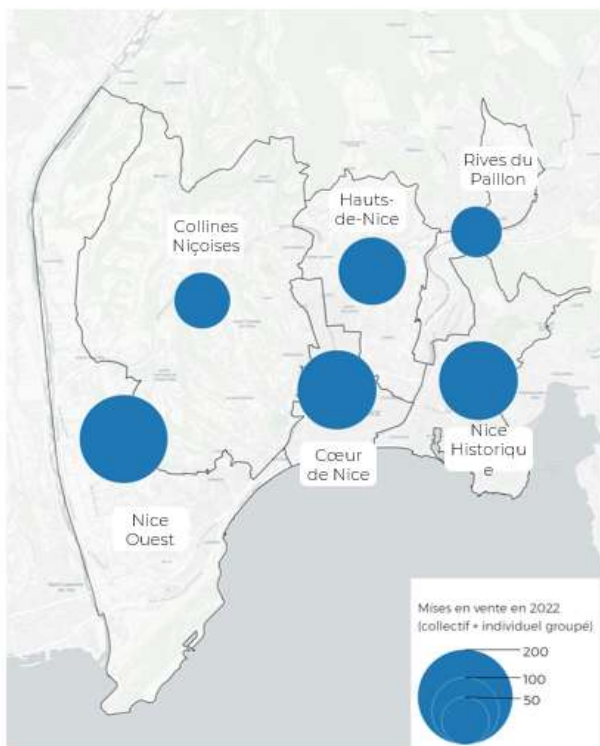 Rives du
Paillon
Hauts-
de-Nice
Collines
Niçoises
Cœur
de Nice
Nice
Historiqu
e
Nice
Ouest
Mises en vente en 2022
(collectif + individuel groupé)
200
100
50